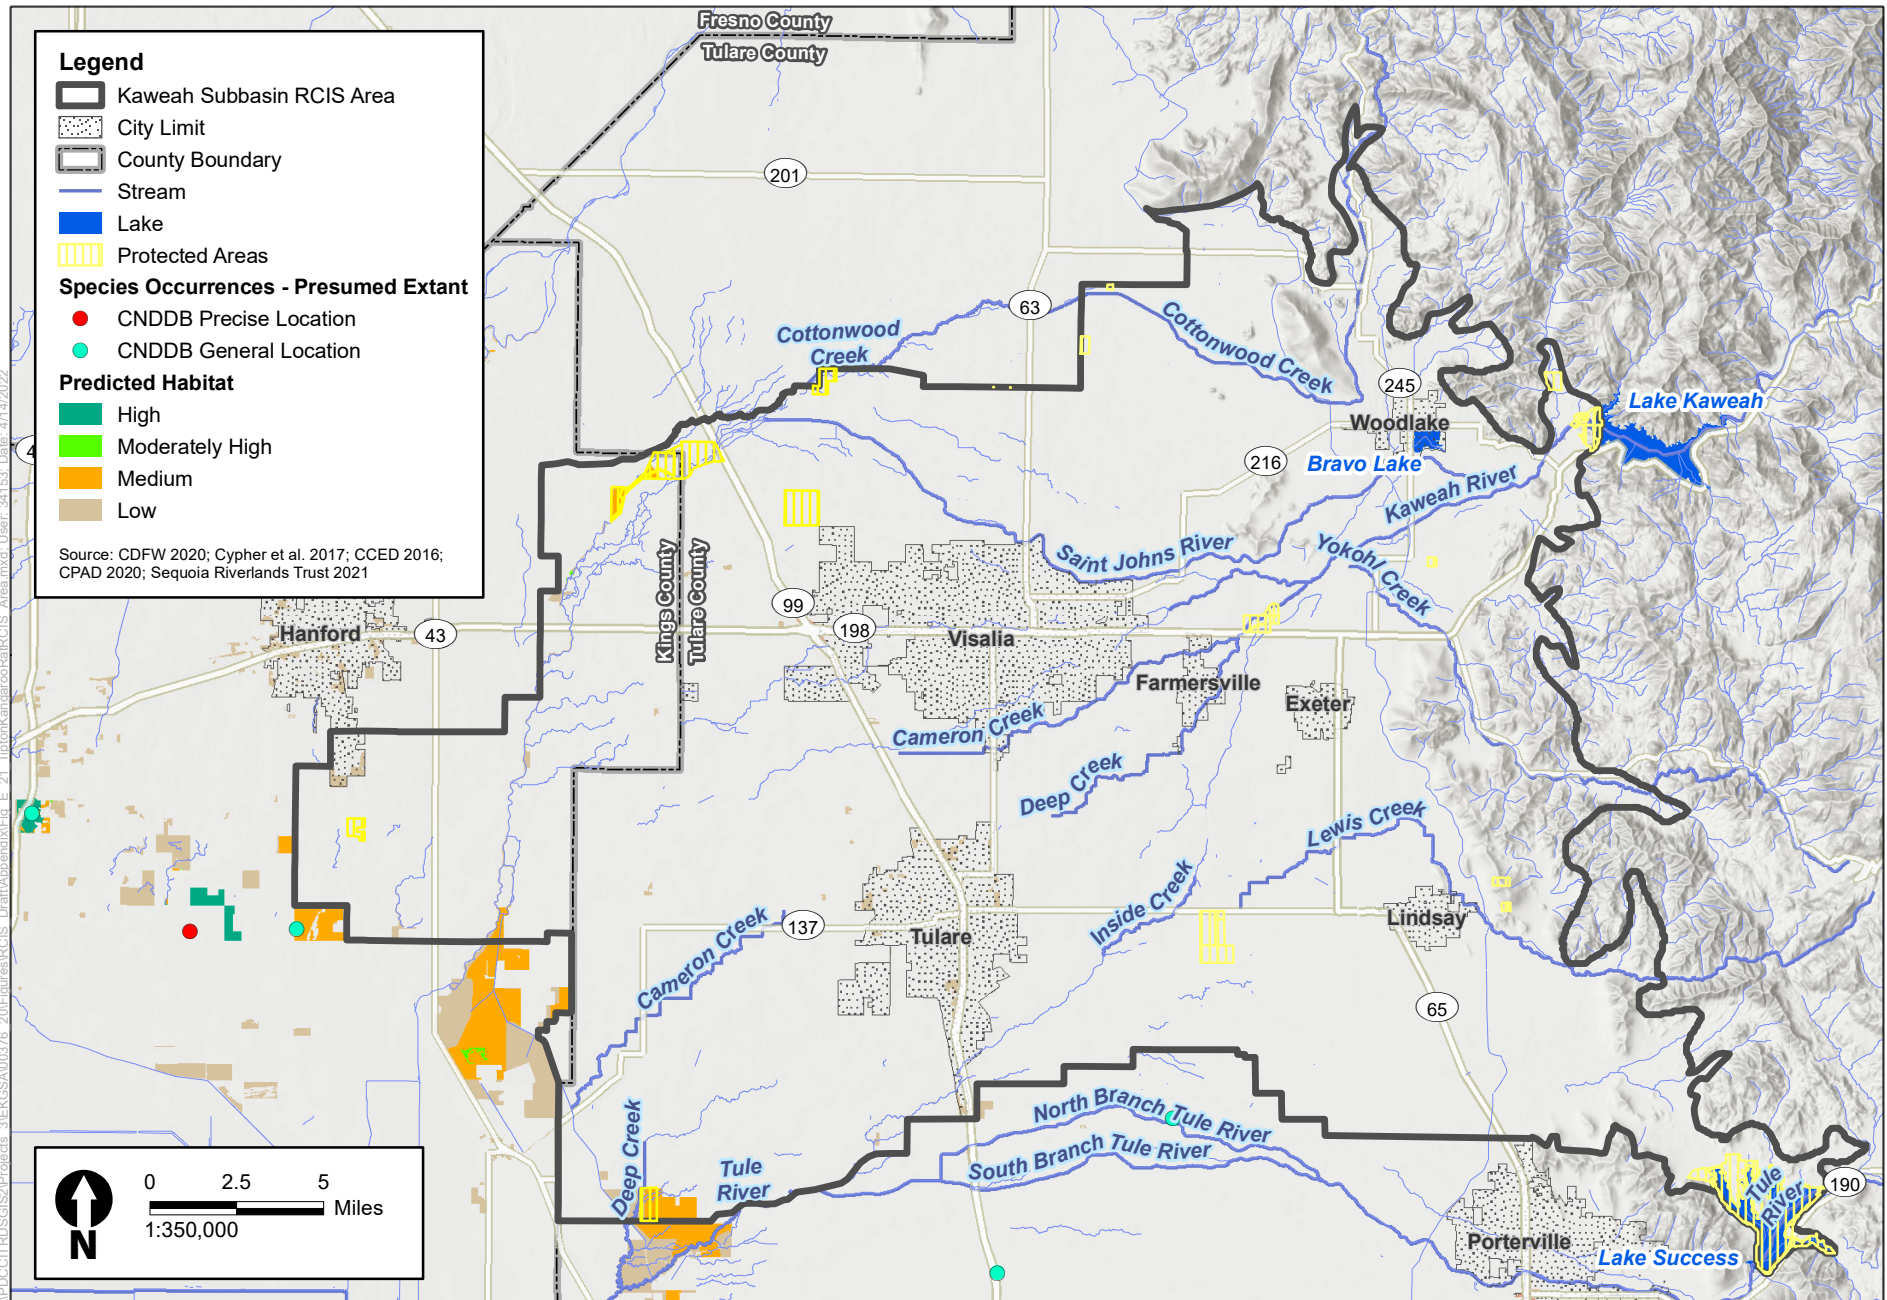 Fresno County
Tulare County
Legend
Kaweah Subbasin RCIS Area
City Limit
County Boundary
Stream
Lake
Protected Areas
Species Occurrences - Presumed Extant
CNDDB Precise Location
CNDDB General Location
Predicted Habitat
High
Moderately High
Medium
Low
Source: CDFW 2020; Cypher et al. 2017; CCED 2016;
CPAD 2020; Sequoia Riverlands Trust 2021
201
63
Cottonwood
Creek
Cottonwood Creek
245
Woodlake
Lake Kaweah
Bravo Lake
216
Kaweah River
4
Saint Johns River
Yokohl Creek
Kings County
Tulare County
99
198
Visalia
Hanford
43
Farmersville
Exeter
Cameron Creek
Deep Creek
Lewis Creek
Inside Creek
Lindsay
Cameron Creek
137
Tulare
65
North Branch Tule River
South Branch Tule River
Deep Creek
Tule
River
Tule
River
190
Porterville
Lake Success
0 2.5 5
Miles
1:350,000
N